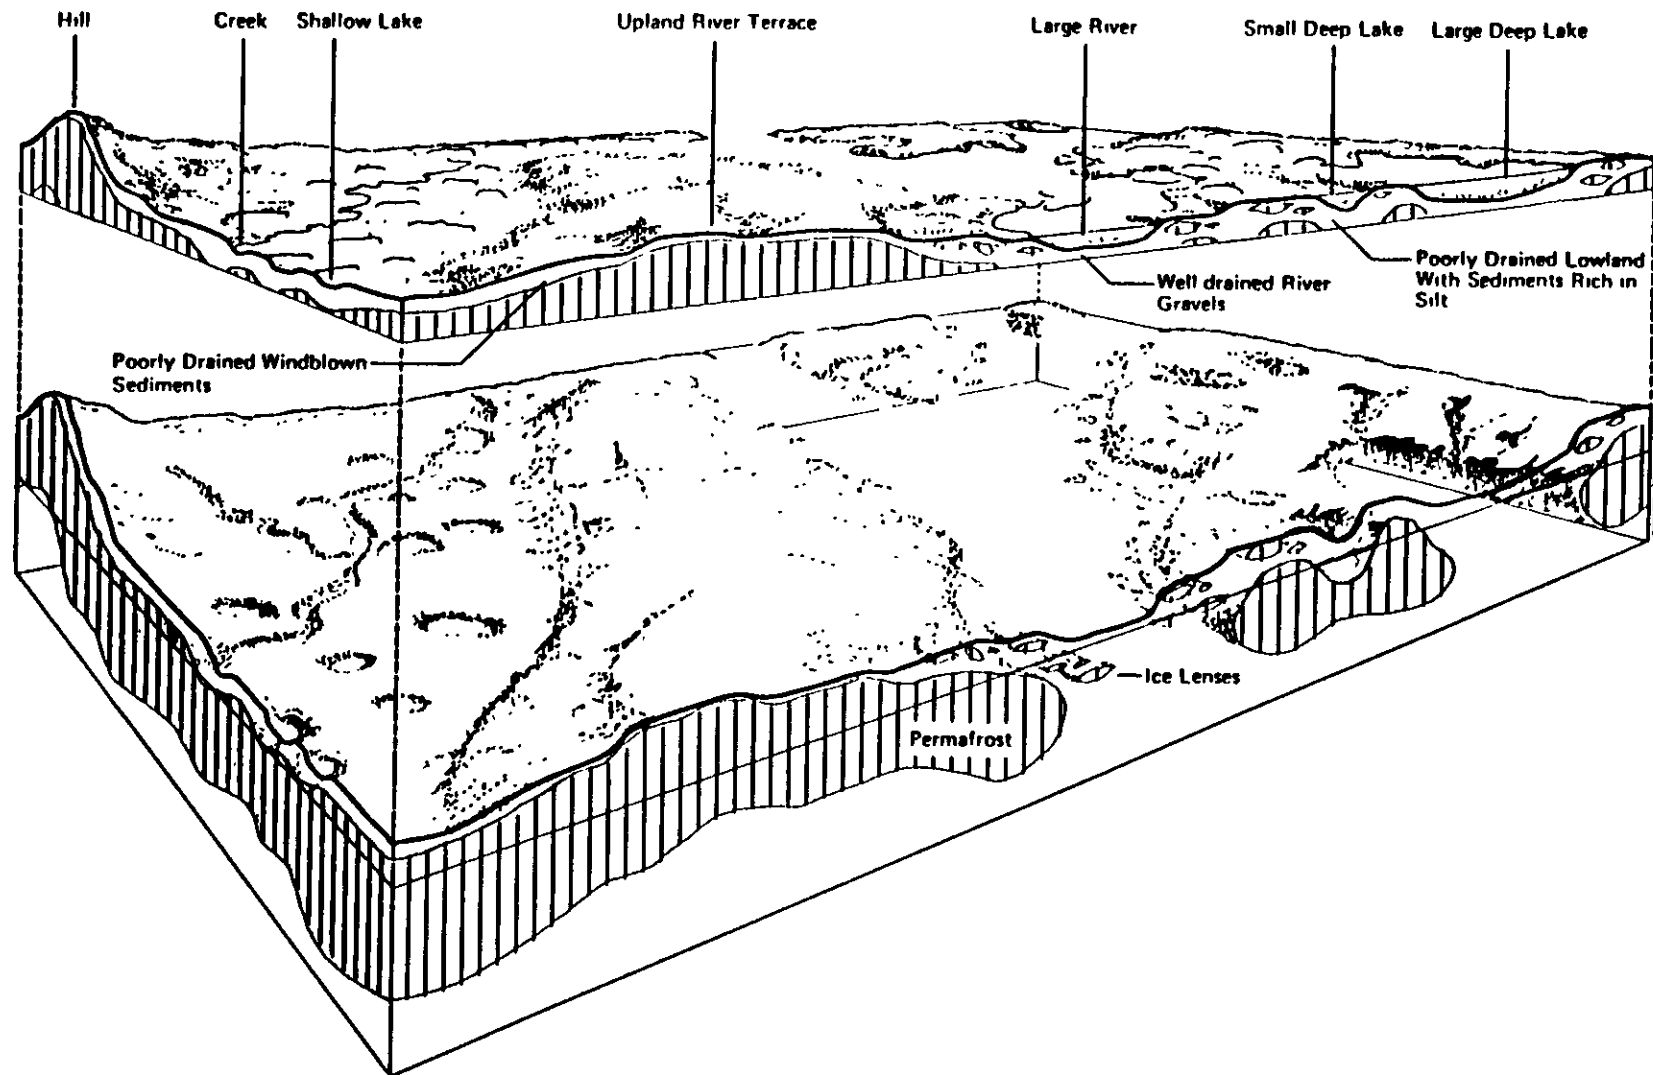 Hill
Creek
Shallow Lake
Upland River Terrace
Large River
Small Deep Lake
Large Deep Lake
Poorly Drained Lowland
With Sediments Rich in
Silt
Well drained River
Gravels
Poorly Drained Windblown
Sediments
Ice Lenses
Permafrost